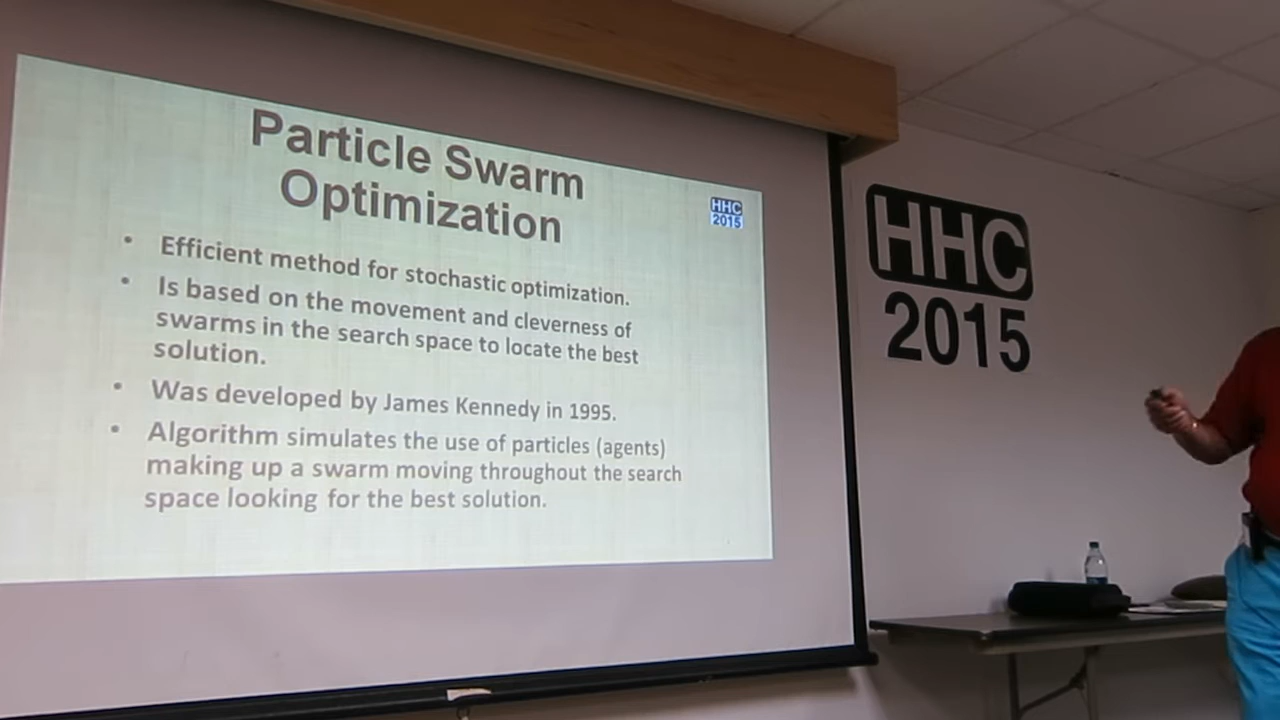 Particle Swarm
Optimization
HHC
2015
• Efficient method for stochastic optimization.
• Is based on the movement and cleverness of
swarms in the search space to locate the best
solution.
• Was developed by James Kennedy in 1995.
• Algorithm simulates the use of particles (agents)
making up a swarm moving throughout the search
space looking for the best solution.
HHC
2015